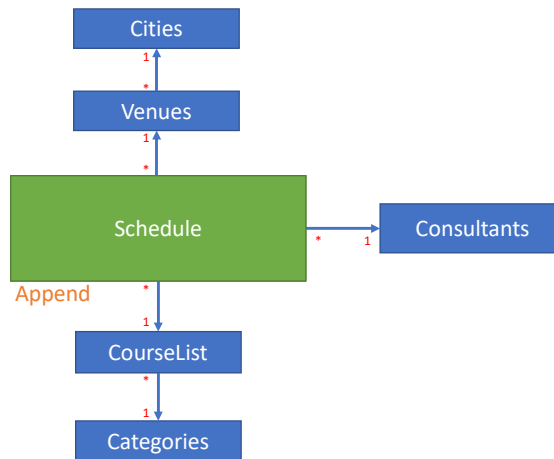 Cities
1
*
Venues
1
*
Schedule
* 1
Consultants
Append
*
1
CourseList
*
1
Categories